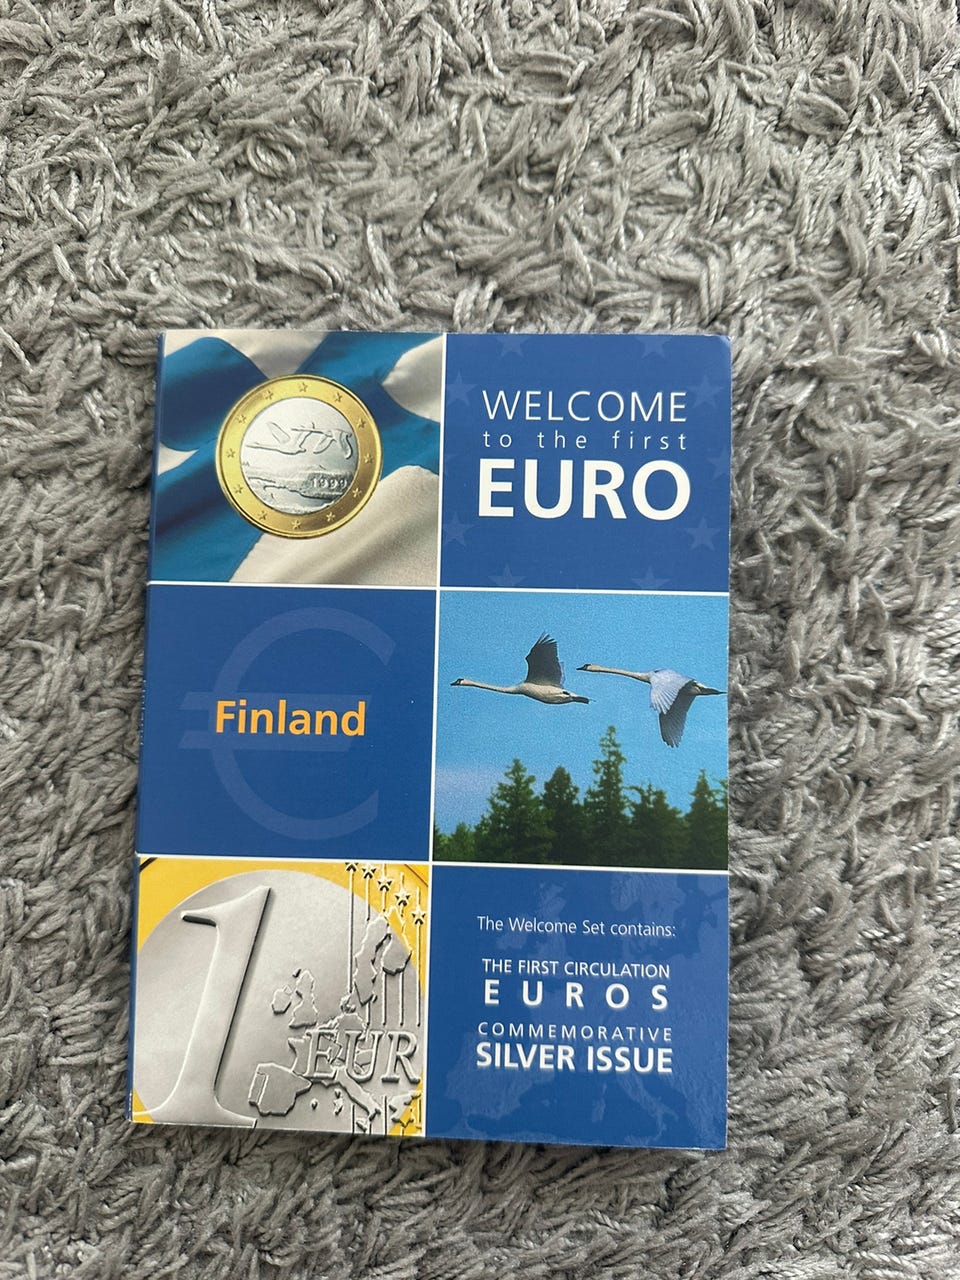 WELCOME
to the first
EURO
1999
€
Finland
1
EUR
The Welcome Set contains:
THE FIRST CIRCULATION
EUROS
COMMEMORATIVE
SILVER ISSUE